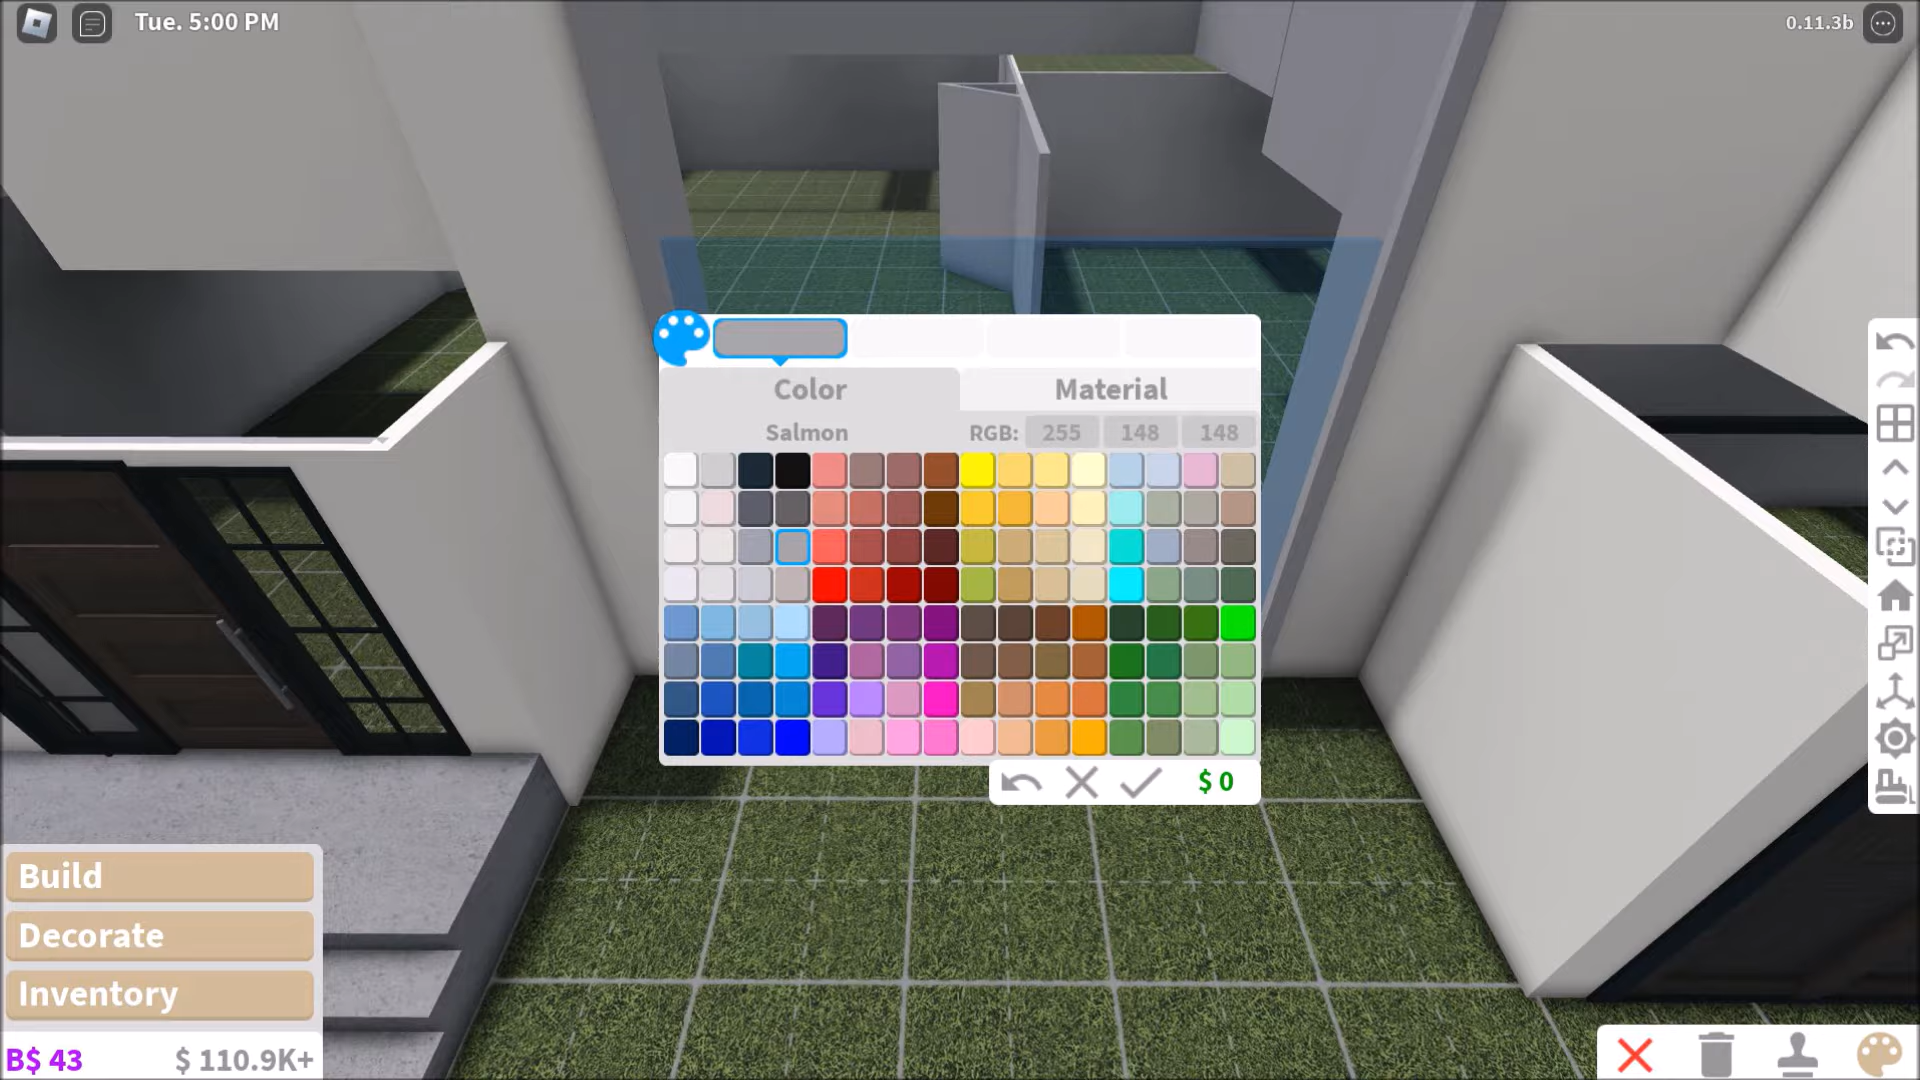 Tue. 5:00 PM
0.11.3b
Color
Material
Salmon
RGB: 255 148 148
$ 0
Build
Decorate
Inventory
B$ 43
$ 110.9K+